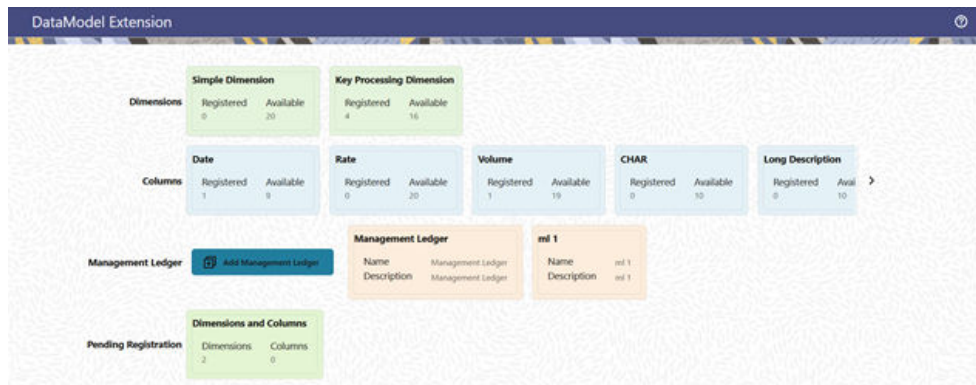 DataModel Extension
Simple Dimension Key Processing Dimension
Dimensions Registered Available Registered Available
0 20 4 16
Date Rate Volume CHAR Long Description
Columns Registered Available Registered Available Registered Available Registered Available Registered Avai
1 9 0 20 1 19 0 10 0 10
Management Ledger ml 1
Management Ledger Add Management Ledger Name Management Ledger Name ml 1
Description Management Ledger Description ml 1
Dimensions and Columns
Pending Registration Dimensions Columns
2 0